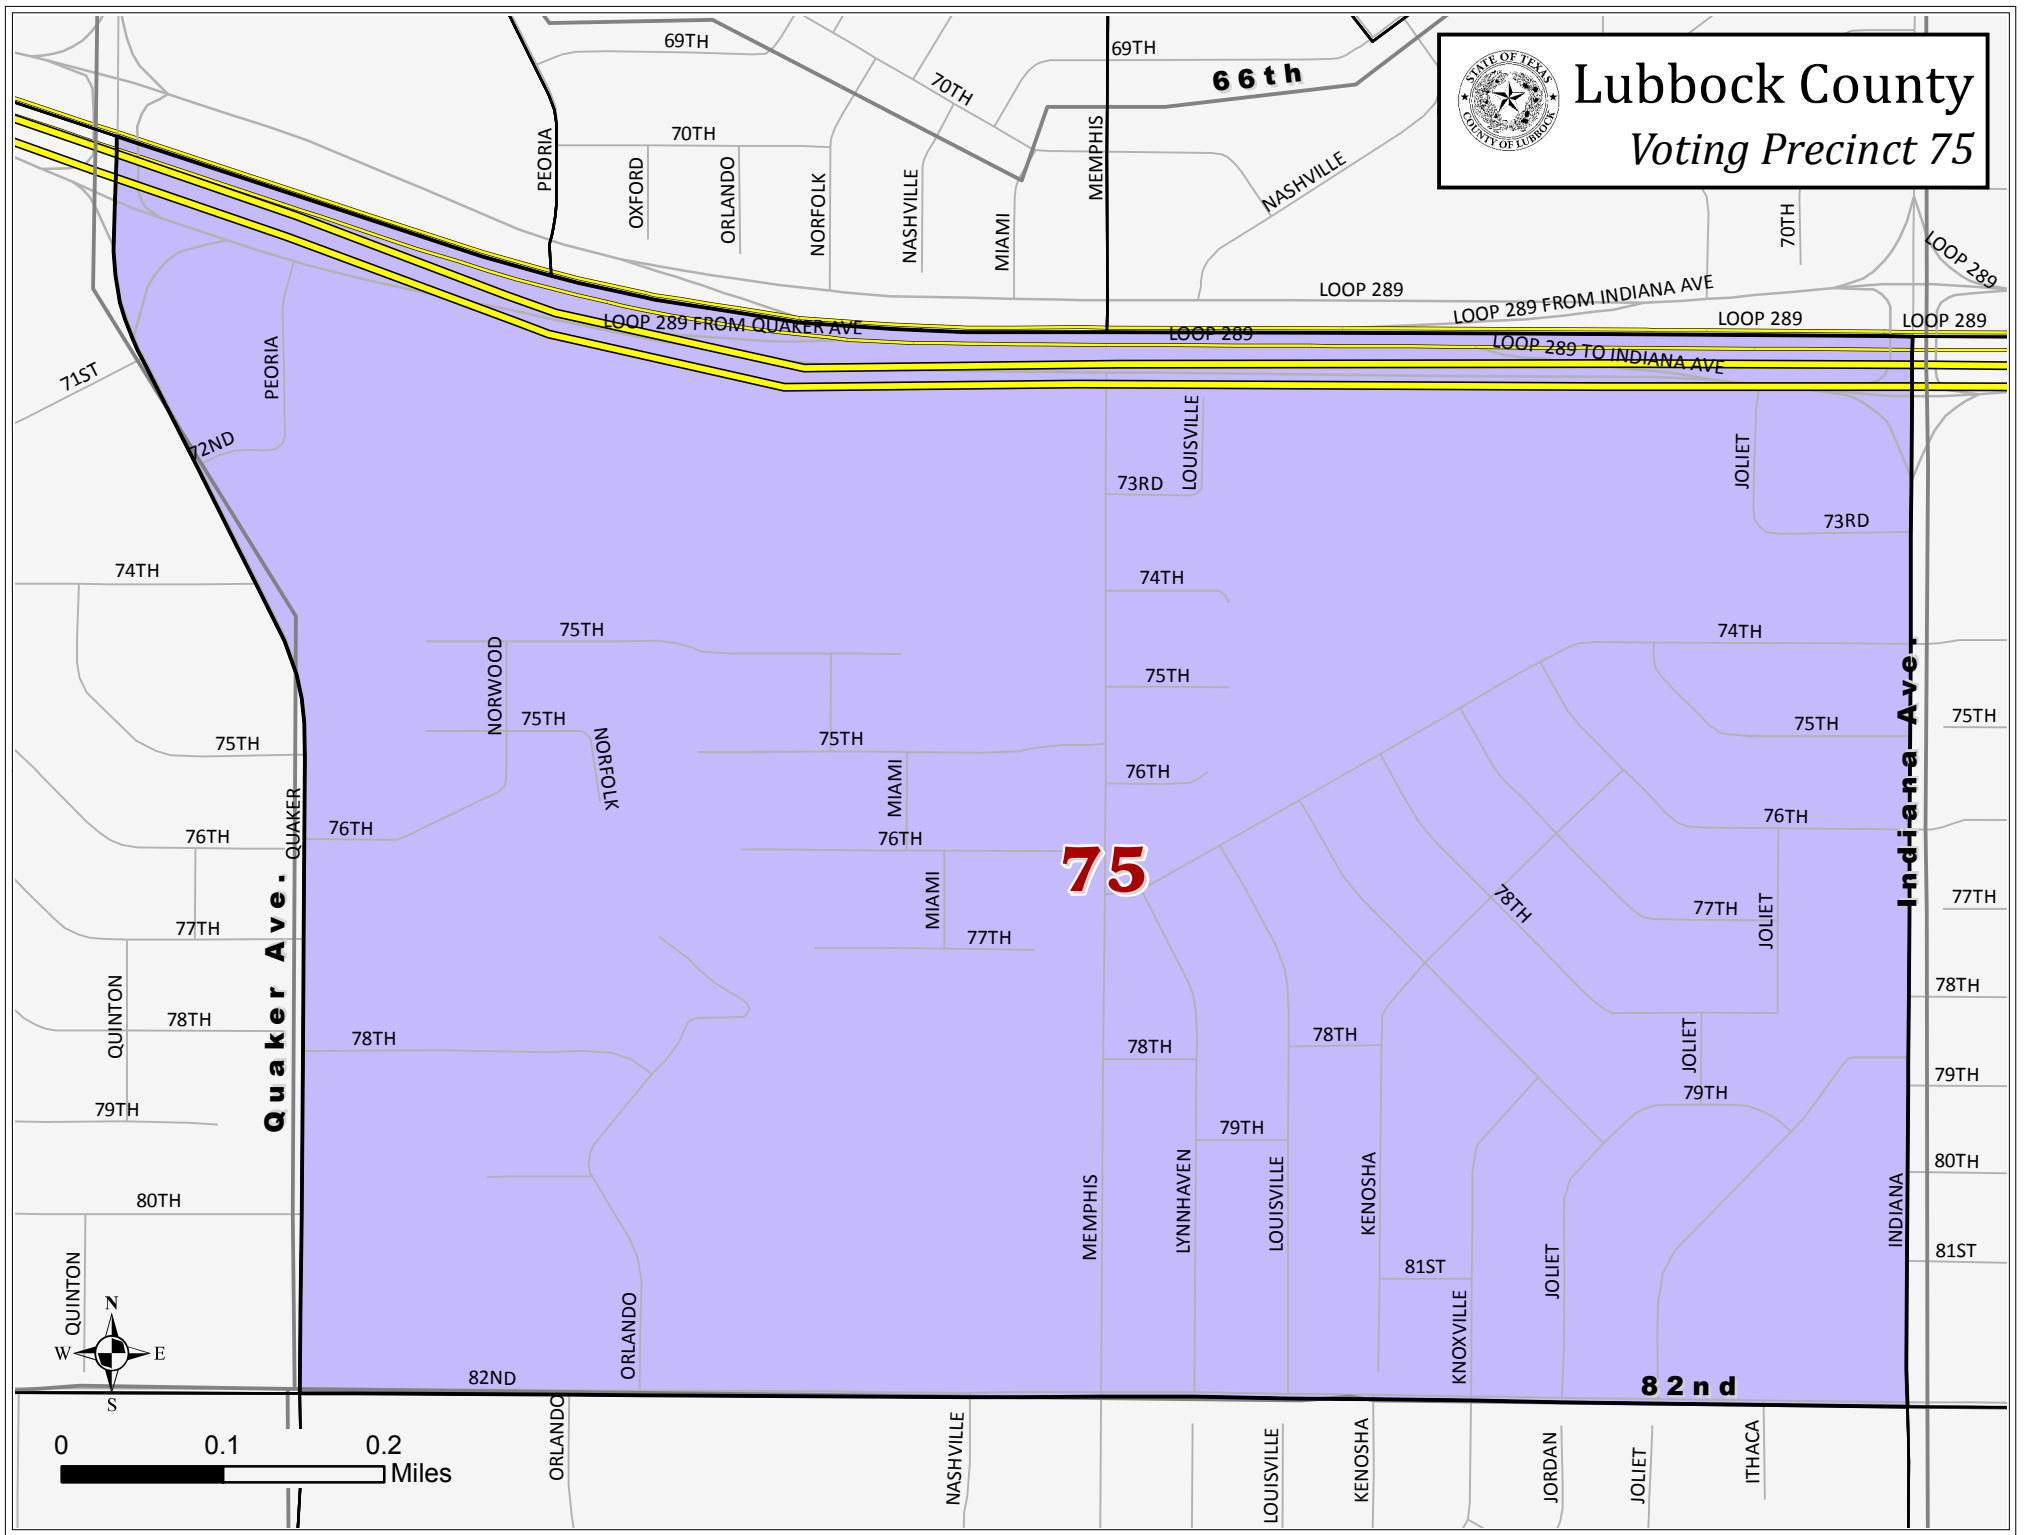 Lubbock County
Voting Precinct 75
STATE OF TEXAS
COUNTY OF LUBBOCK
69TH
69TH
66th
70TH
70TH
PEORIA
OXFORD
ORLANDO
NORFOLK
NASHVILLE
MIAMI
MEMPHIS
NASHVILLE
70TH
LOOP 289
LOOP 289
LOOP 289 FROM INDIANA AVE
LOOP 289
LOOP 289
LOOP 289 FROM QUAKER AVE
LOOP 289
LOOP 289 TO INDIANA AVE
71ST
PEORIA
72ND
LOUISVILLE
73RD
JOLIET
73RD
74TH
74TH
75TH
NORWOOD
74TH
75TH
75TH
NORFOLK
75TH
75TH
75TH
75TH
Indiana Ave.
75TH
MIAMI
76TH
QUAKER
76TH
76TH
76TH
76TH
75
MIAMI
78TH
77TH
JOLIET
77TH
77TH
77TH
Quaker Ave.
QUINTON
78TH
78TH
78TH
78TH
JOLIET
78TH
79TH
79TH
79TH
79TH
80TH
80TH
MEMPHIS
LYNNHAVEN
LOUISVILLE
KENOSHA
INDIANA
81ST
81ST
JOLIET
KNOXVILLE
QUINTON
ORLANDO
N
W E
S
82ND
82nd
ORLANDO
NASHVILLE
LOUISVILLE
KENOSHA
JORDAN
JOLIET
ITHACA
0 0.1 0.2
Miles